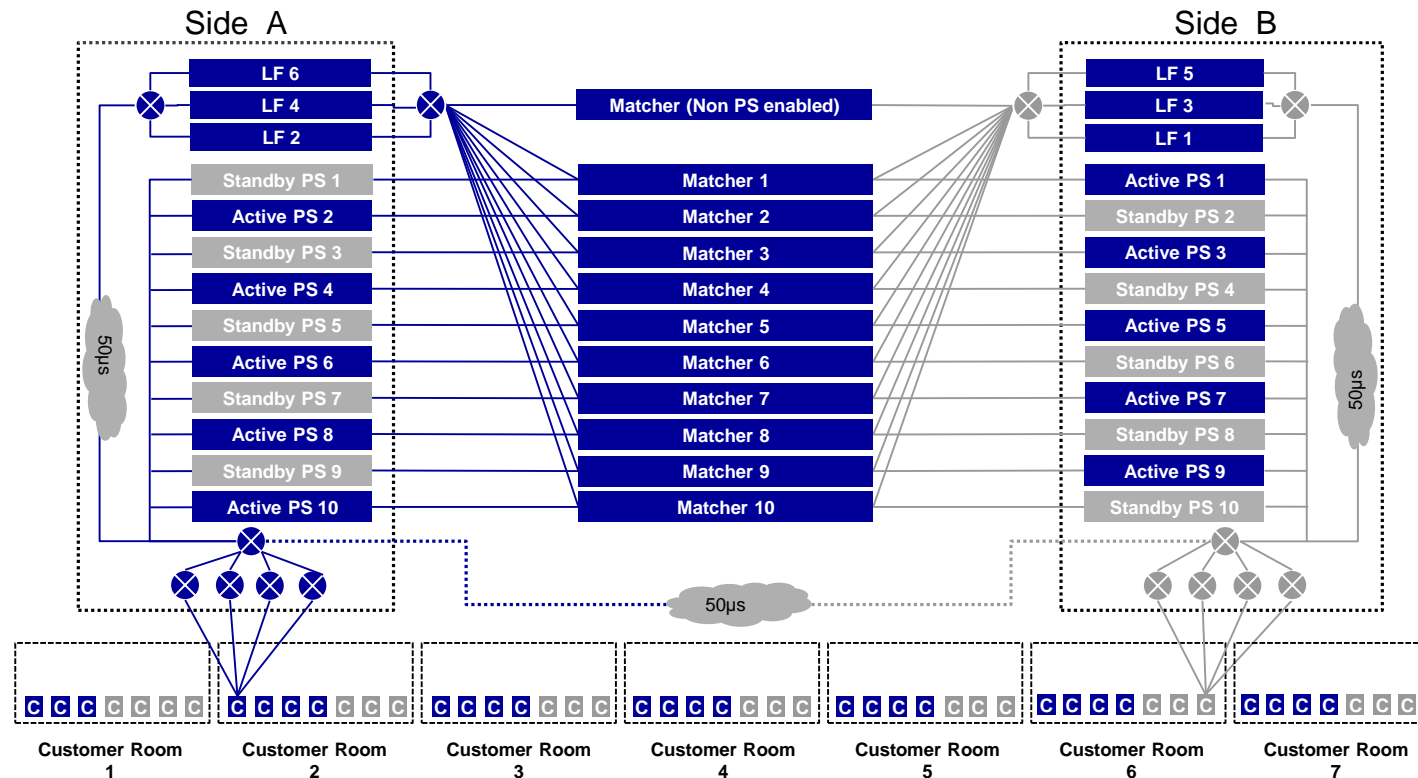 Side A
Side B
LF 6
LF 4
LF 2
Matcher (Non PS enabled)
LF 5
LF 3
LF 1
Standby PS 1
Matcher 1
Active PS 1
Active PS 2
Matcher 2
Standby PS 2
Standby PS 3
Matcher 3
Active PS 3
Active PS 4
Matcher 4
Standby PS 4
Standby PS 5
Matcher 5
Active PS 5
Active PS 6
Matcher 6
Standby PS 6
Standby PS 7
Matcher 7
Active PS 7
Active PS 8
Matcher 8
Standby PS 8
Standby PS 9
Matcher 9
Active PS 9
Active PS 10
Matcher 10
Standby PS 10
50µs
50µs
50µs
C C C C C C C
C C C C C C C
C C C C C C C
C C C C C C C
C C C C C C C
C C C C C C C
C C C C C C C
Customer Room
1
Customer Room
2
Customer Room
3
Customer Room
4
Customer Room
5
Customer Room
6
Customer Room
7